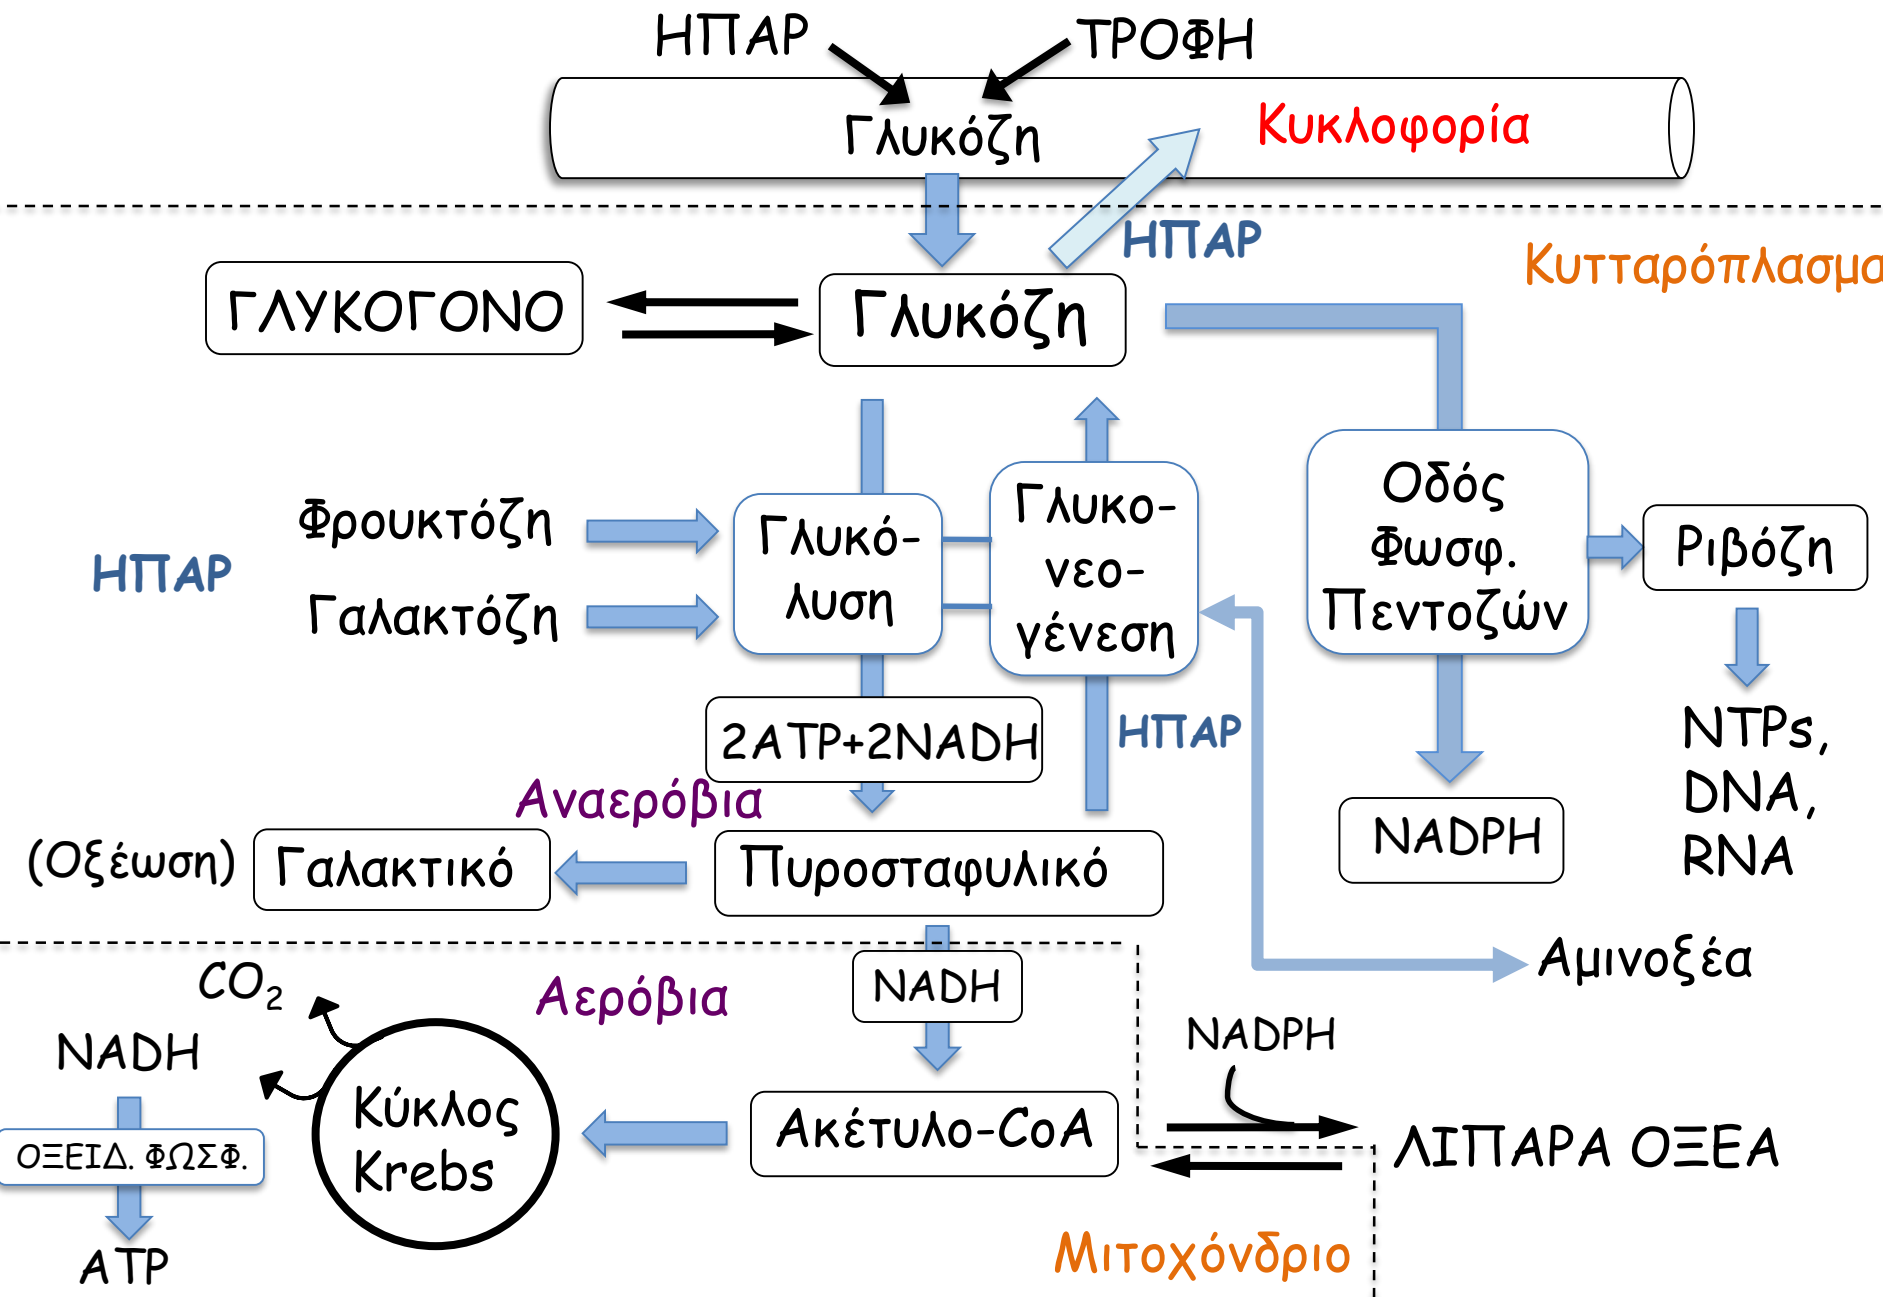 ΗΠΑΡ
ΤΡΟΦΗ
Γλυκόζη
Κυκλοφορία
ΗΠΑΡ
Κυτταρόπλασμα
ΓΛΥΚΟΓΟΝΟ
Γλυκόζη
Φρουκτόζη
Γαλακτόζη
ΗΠΑΡ
Γλυκό-
λυση
Γλυκο-
νεο-
γένεση
Οδός
Φωσφ.
Πεντοζών
Ριβόζη
2ATP+2NADH
ΗΠΑΡ
NTPs,
DNA,
RNA
Αναερόβια
NADPH
(Οξέωση)
Γαλακτικό
Πυροσταφυλικό
Αμινοξέα
CO2
Αερόβια
NADH
NADH
NADPH
Κύκλος
Krebs
Ακέτυλο-CoA
ΛΙΠΑΡΑ ΟΞΕΑ
ΟΞΕΙΔ. ΦΩΣΦ.
ATP
Μιτοχόνδριο